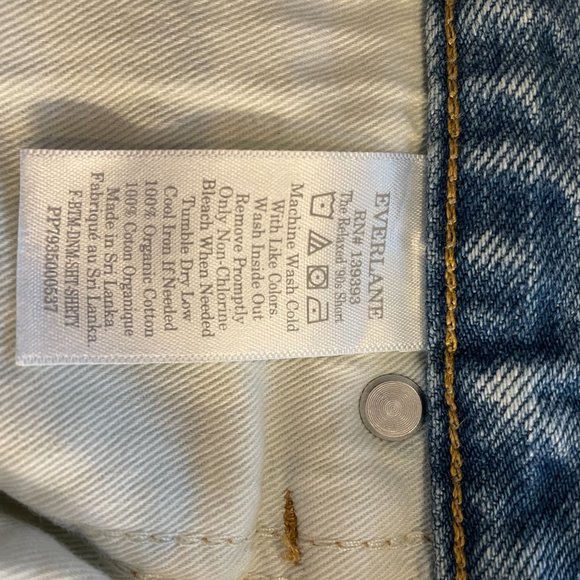 EVERLANE
RN# 139393
The Relaxed '90s Short
Machine Wash Cold
With Like Colors
Wash Inside Out
Remove Promptly
Only Non-Chlorine
Bleach When Needed
Tumble Dry Low
Cool Iron If Needed
100% Organic Cotton
100% Coton Organique
Made in Sri Lanka
Fabriqué au Sri Lanka
F-BTM-DNM-SHT-SHRTY
PP7935000537